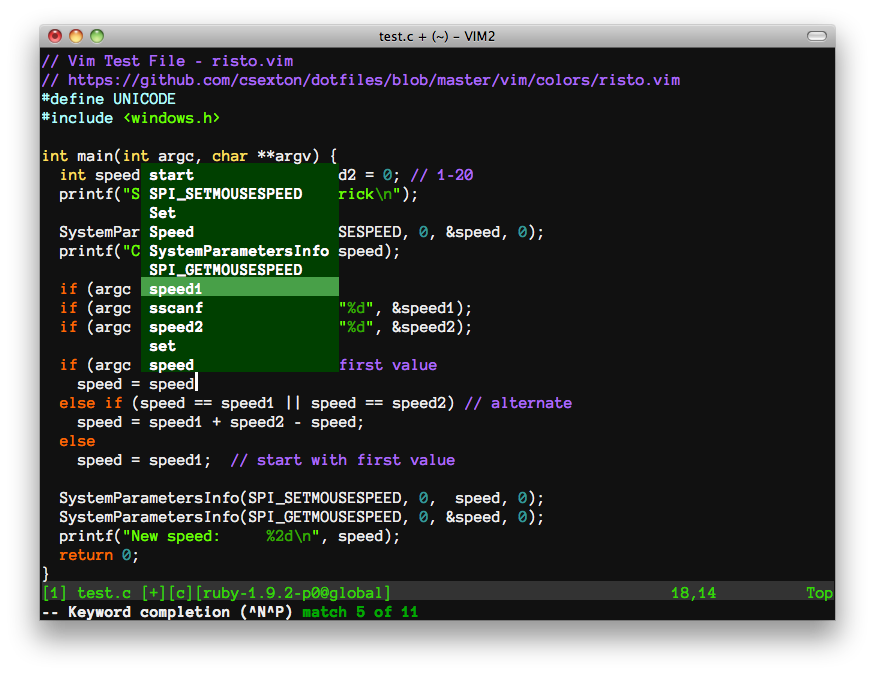 test.c + (~) – VIM2
// Vim Test File - risto.vim
// https://github.com/csexton/dotfiles/blob/master/vim/colors/risto.vim
#define UNICODE
#include <windows.h>
int main(int argc, char **argv) {
int speed start d2 = 0; // 1-20
printf("S SPI_SETMOUSESPEED rick\n");
Set
SystemPar Speed SESPEED, 0, &speed, 0);
printf("C SystemParametersInfo speed);
SPI_GETMOUSESPEED
if (argc speed1
if (argc sscanf "%d", &speed1);
if (argc speed2 "%d", &speed2);
set
if (argc speed first value
speed = speed
else if (speed == speed1 || speed == speed2) // alternate
speed = speed1 + speed2 - speed;
else
speed = speed1;  // start with first value
SystemParametersInfo(SPI_SETMOUSESPEED, 0,  speed, 0);
SystemParametersInfo(SPI_GETMOUSESPEED, 0, &speed, 0);
printf("New speed:     %2d\n", speed);
return 0;
}
[1] test.c [+][c][ruby-1.9.2-p0@global] 18,14 Top
-- Keyword completion (^N^P) match 5 of 11